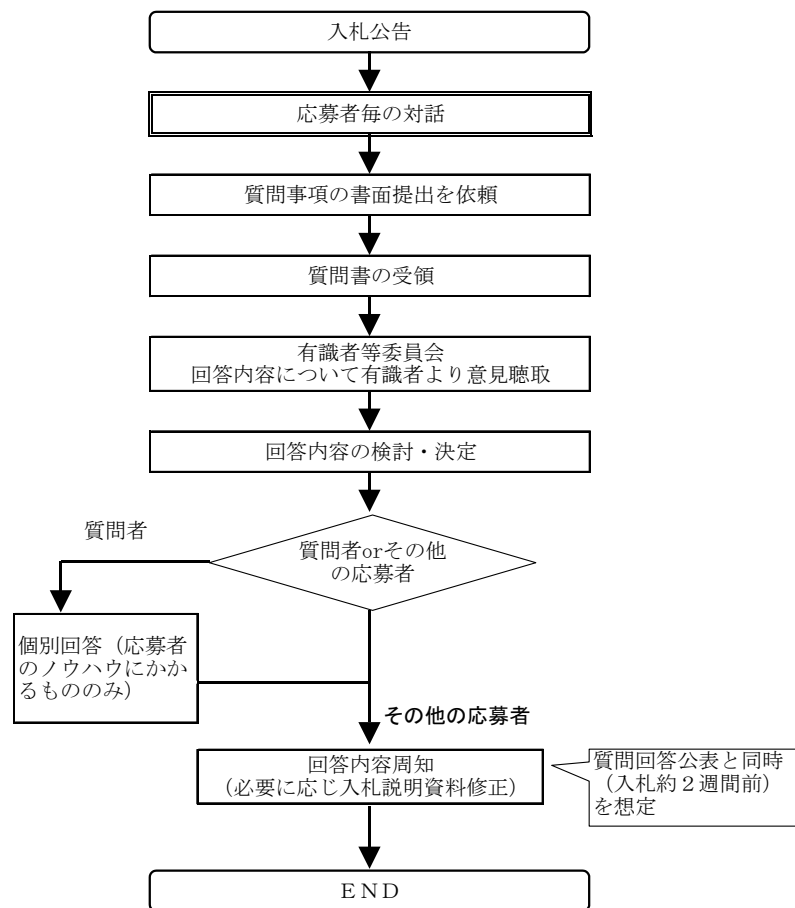 入札公告
応募者毎の対話
質問事項の書面提出を依頼
質問書の受領
有識者等委員会
回答内容について有識者より意見聴取
回答内容の検討・決定
質問者
質問者orその他
の応募者
個別回答（応募者
のノウハウにかか
るもののみ）
その他の応募者
回答内容周知
（必要に応じ入札説明資料修正）
質問回答公表と同時
（入札約２週間前）
を想定
ＥＮＤ